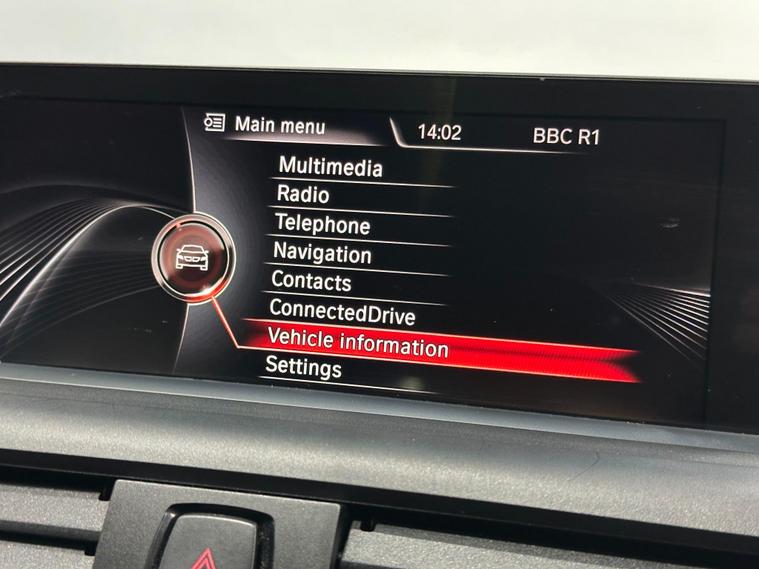 Main menu 14:02 BBC R1
Multimedia
Radio
Telephone
Navigation
Contacts
ConnectedDrive
Vehicle information
Settings